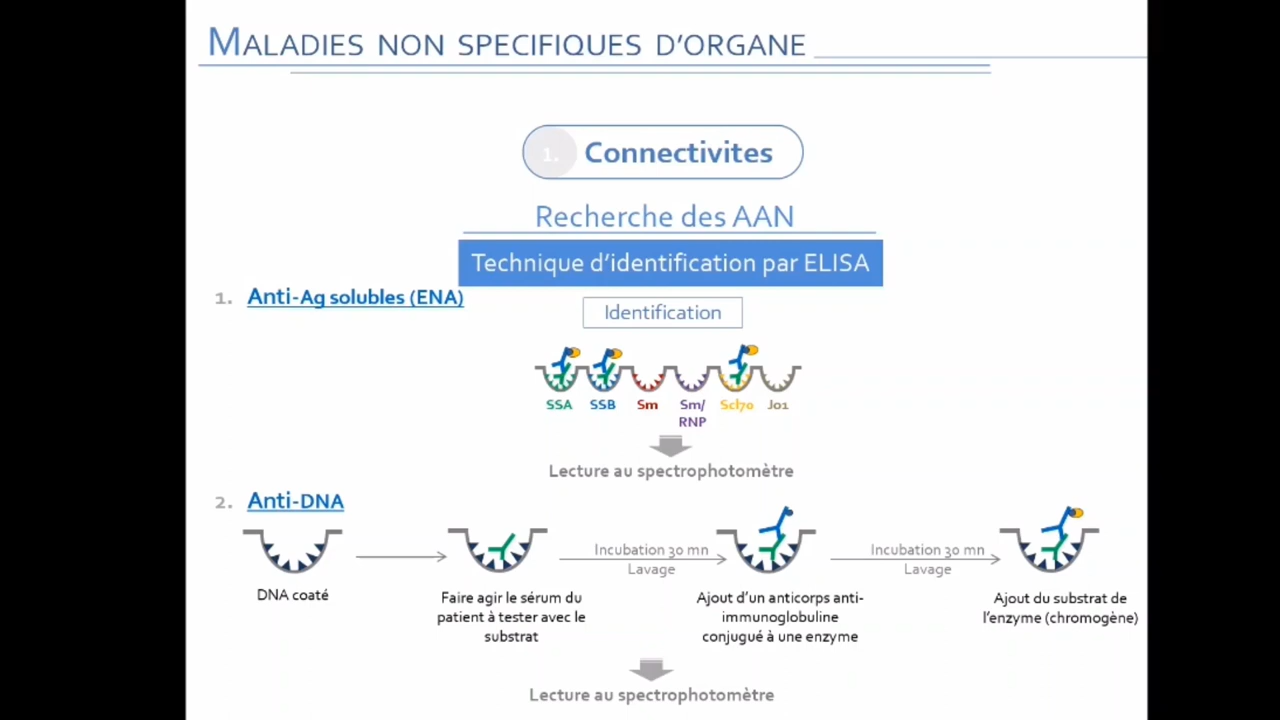 MALADIES NON SPECIFIQUES D'ORGANE
1. Connectivites
Recherche des AAN
Technique d'identification par ELISA
1. Anti-Ag solubles (ENA)
Identification
SSA SSB Sm Sm/ Scl70 Jo1
RNP
Lecture au spectrophotomètre
2. Anti-DNA
Incubation 30 mn Incubation 30 mn
Lavage Lavage
DNA coaté
Faire agir le sérum du
patient à tester avec le
substrat
Ajout d'un anticorps anti-
immunoglobuline
conjugué à une enzyme
Ajout du substrat de
l'enzyme (chromogène)
Lecture au spectrophotomètre